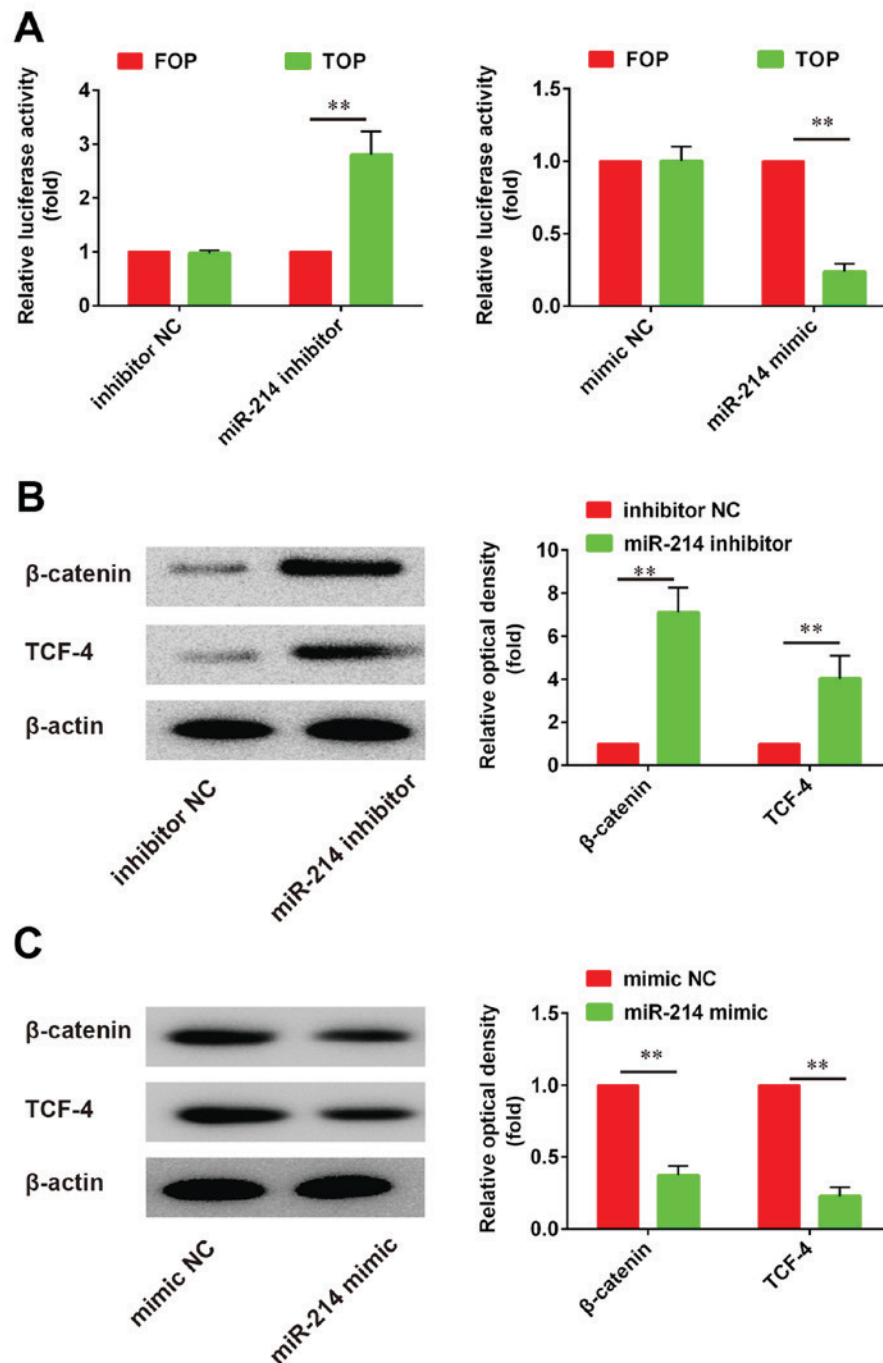 A
FOP TOP
Relative luciferase activity
(fold)
4
3
2
1
0
**
inhibitor NC
miR-214 inhibitor
FOP TOP
Relative luciferase activity
(fold)
1.5
1.0
0.5
0.0
**
mimic NC
miR-214 mimic
B
β-catenin
TCF-4
β-actin
inhibitor NC
miR-214 inhibitor
inhibitor NC
miR-214 inhibitor
Relative optical density
(fold)
10
8
6
4
2
0
**
**
β-catenin
TCF-4
C
β-catenin
TCF-4
β-actin
mimic NC
miR-214 mimic
mimic NC
miR-214 mimic
Relative optical density
(fold)
1.5
1.0
0.5
0.0
**
**
β-catenin
TCF-4